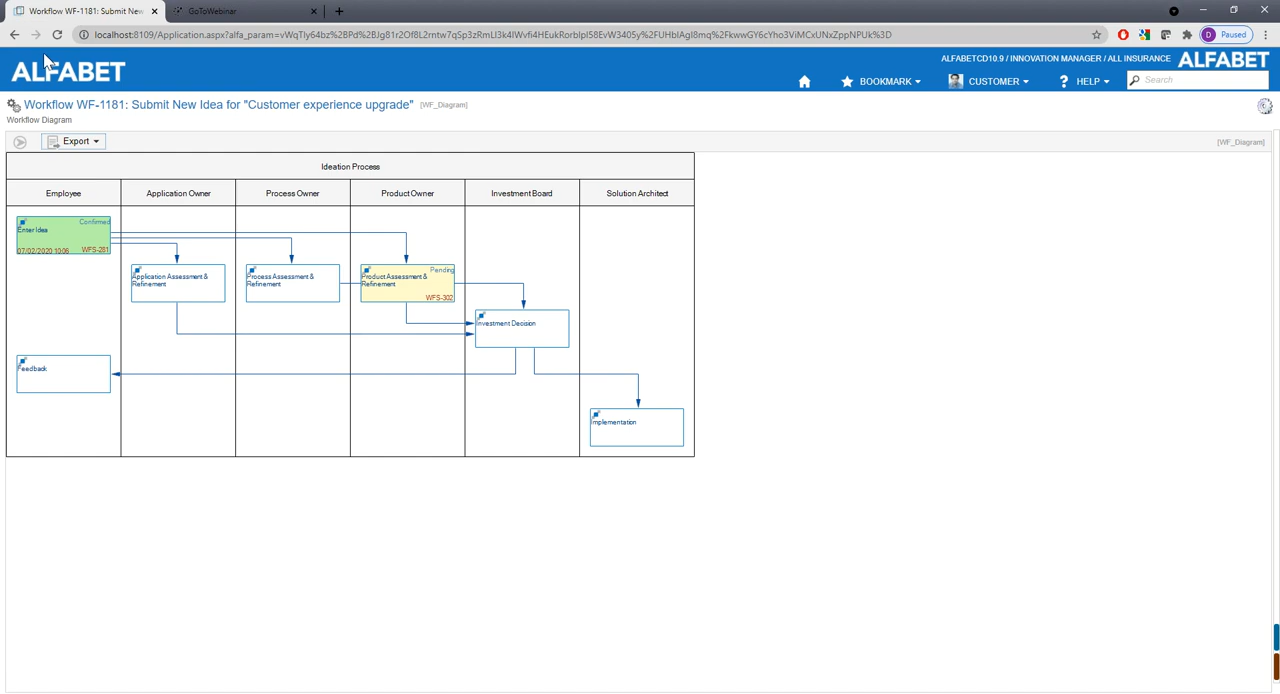 Workflow WF-1181: Submit New
GoToWebinar
localhost:8109/Application.aspx?alfa_param=vWqTIy64bz%2BPd%2BJg81r2Of8L2rntw7qSp3zRmLl3k4IWvfi4HEukRorbIpIS8EvW3405y%2FUHbIAgI8mq%2FkwwGY6cYho3ViMCxUNxZppNPUk%3D
D Paused
ALFABET
ALFABETCD10.9 / INNOVATION MANAGER / ALL INSURANCE ALFABET
BOOKMARK CUSTOMER HELP Search
Workflow WF-1181: Submit New Idea for "Customer experience upgrade" [WF_Diagram]
Workflow Diagram
Export [WF_Diagram]
Ideation Process
Employee Application Owner Process Owner Product Owner Investment Board Solution Architect
Confirmed
Enter Idea
07/02/2020 10:06 WFS-281
Application Assessment &
Refinement
Process Assessment &
Refinement
Pending
Product Assessment &
Refinement
WFS-302
Investment Decision
Feedback
Implementation